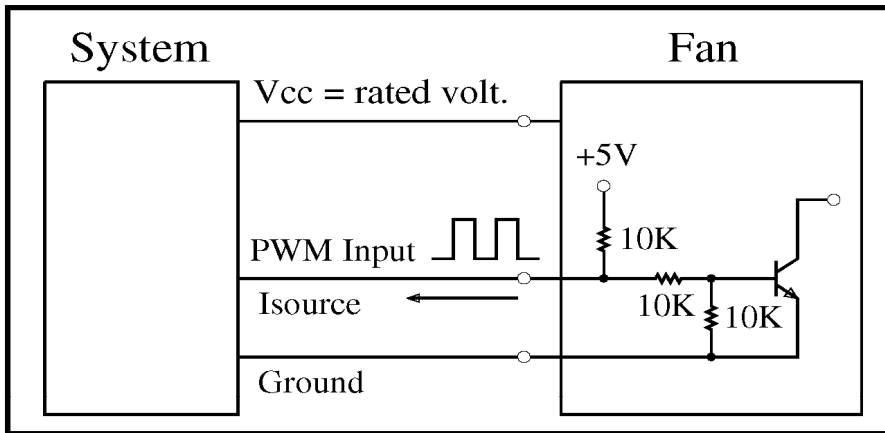 System
Fan
Vcc = rated volt.
+5V
PWM Input
10K
Isource
10K
10K
Ground